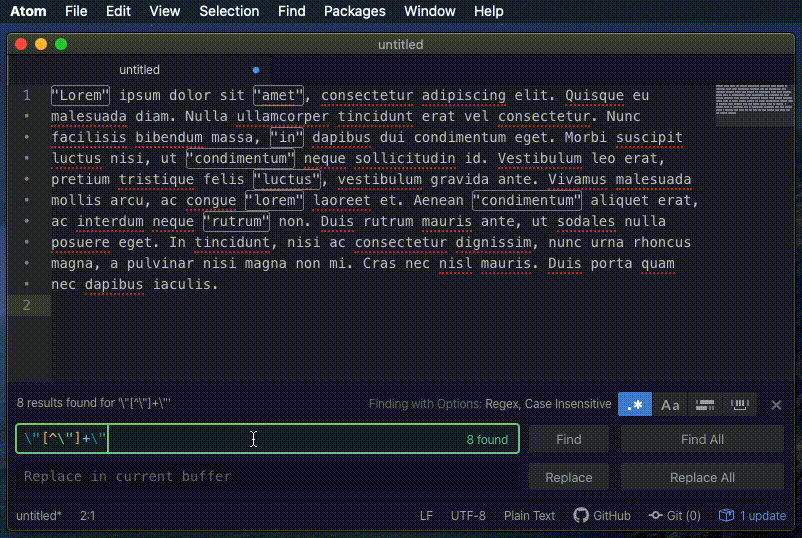 Atom File Edit View Selection Find Packages Window Help
untitled
untitled
1 "Lorem" ipsum dolor sit "amet", consectetur adipiscing elit. Quisque eu
malesuada diam. Nulla ullamcorper tincidunt erat vel consectetur. Nunc
facilisis bibendum massa, "in" dapibus dui condimentum eget. Morbi suscipit
luctus nisi, ut "condimentum" neque sollicitudin id. Vestibulum leo erat,
pretium tristique felis "luctus", vestibulum gravida ante. Vivamus malesuada
mollis arcu, ac congue "lorem" laoreet et. Aenean "condimentum" aliquet erat,
ac interdum neque "rutrum" non. Duis rutrum mauris ante, ut sodales nulla
posuere eget. In tincidunt, nisi ac consectetur dignissim, nunc urna rhoncus
magna, a pulvinar nisi magna non mi. Cras nec nisl mauris. Duis porta quam
nec dapibus iaculis.
2
8 results found for '\"[^\"]+\"' Finding with Options: Regex, Case Insensitive .* Aa
\"[^\"]+\" 8 found Find Find All
Replace in current buffer Replace Replace All
untitled* 2:1 LF UTF-8 Plain Text GitHub Git (0) 1 update